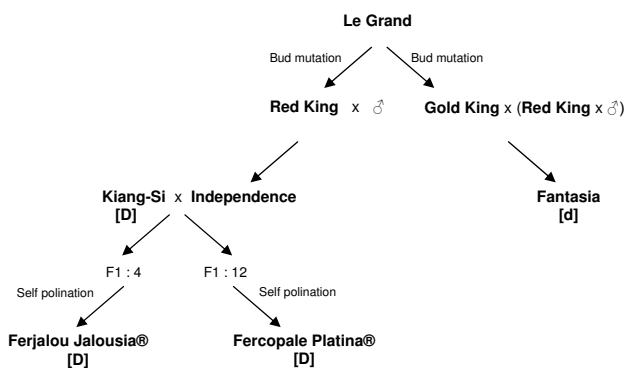 Le Grand
Bud mutation Bud mutation
Red King x ♂ Gold King x (Red King x ♂)
Kiang-Si x Independence Fantasia
[D] [d]
F1 : 4 F1 : 12
Self polination Self polination
Ferjalou Jalousia® Fercopale Platina®
[D] [D]